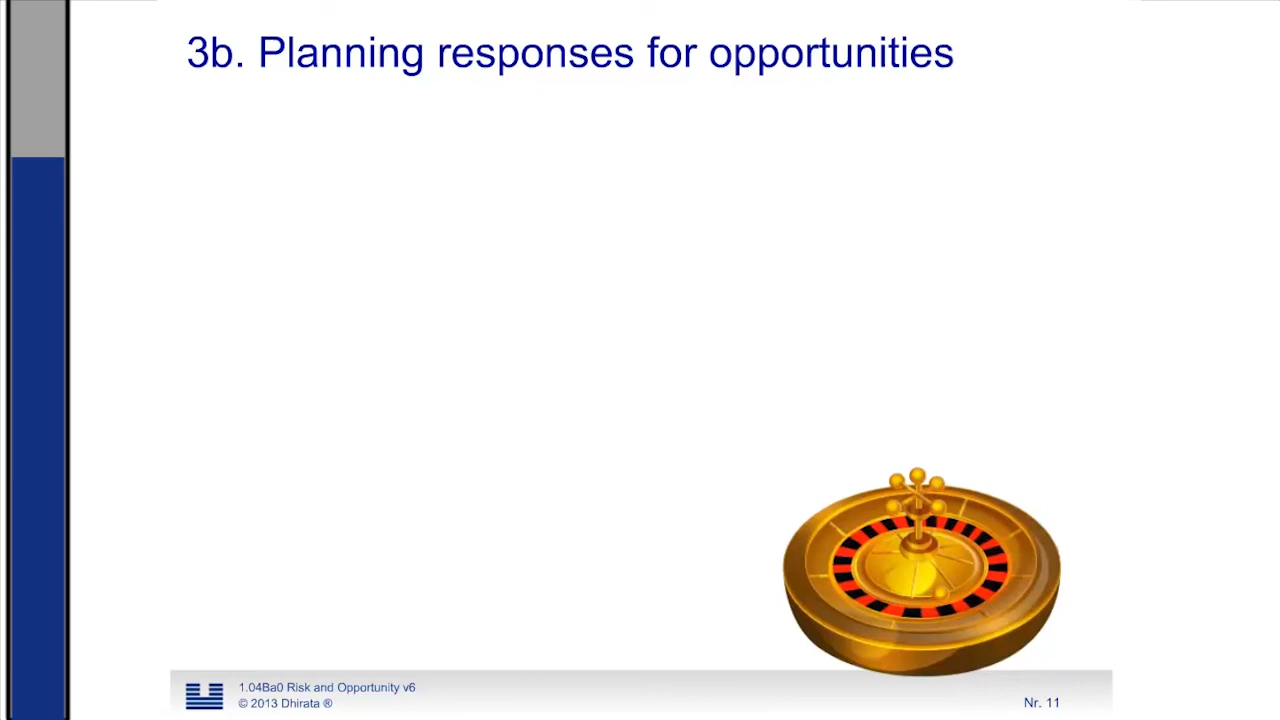 3b. Planning responses for opportunities
1.04Ba0 Risk and Opportunity v6
© 2013 Dhirata ®
Nr. 11